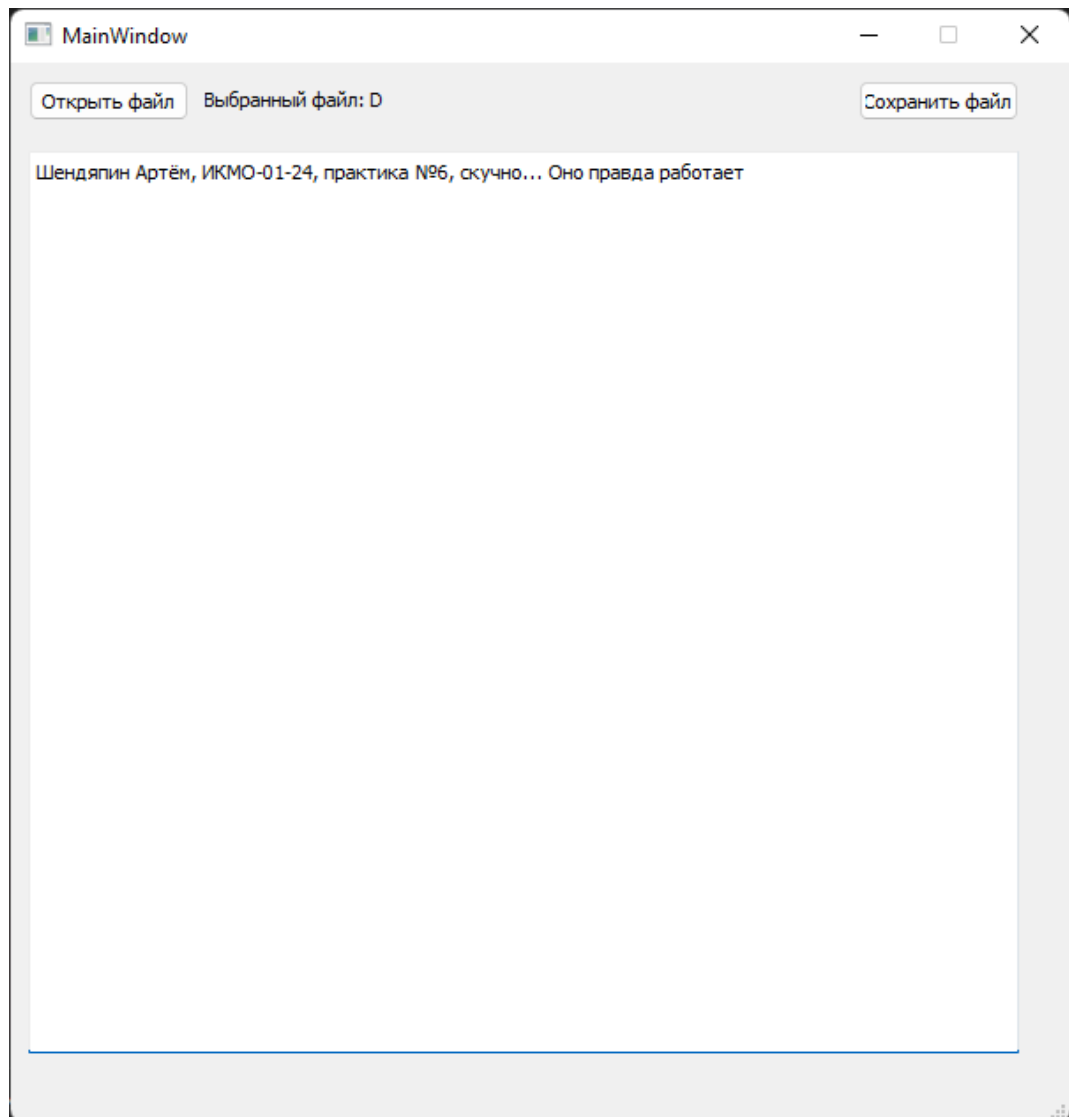 MainWindow
Открыть файл Выбранный файл: D Сохранить файл
Шендяпин Артём, ИКМО-01-24, практика №6, скучно... Оно правда работает